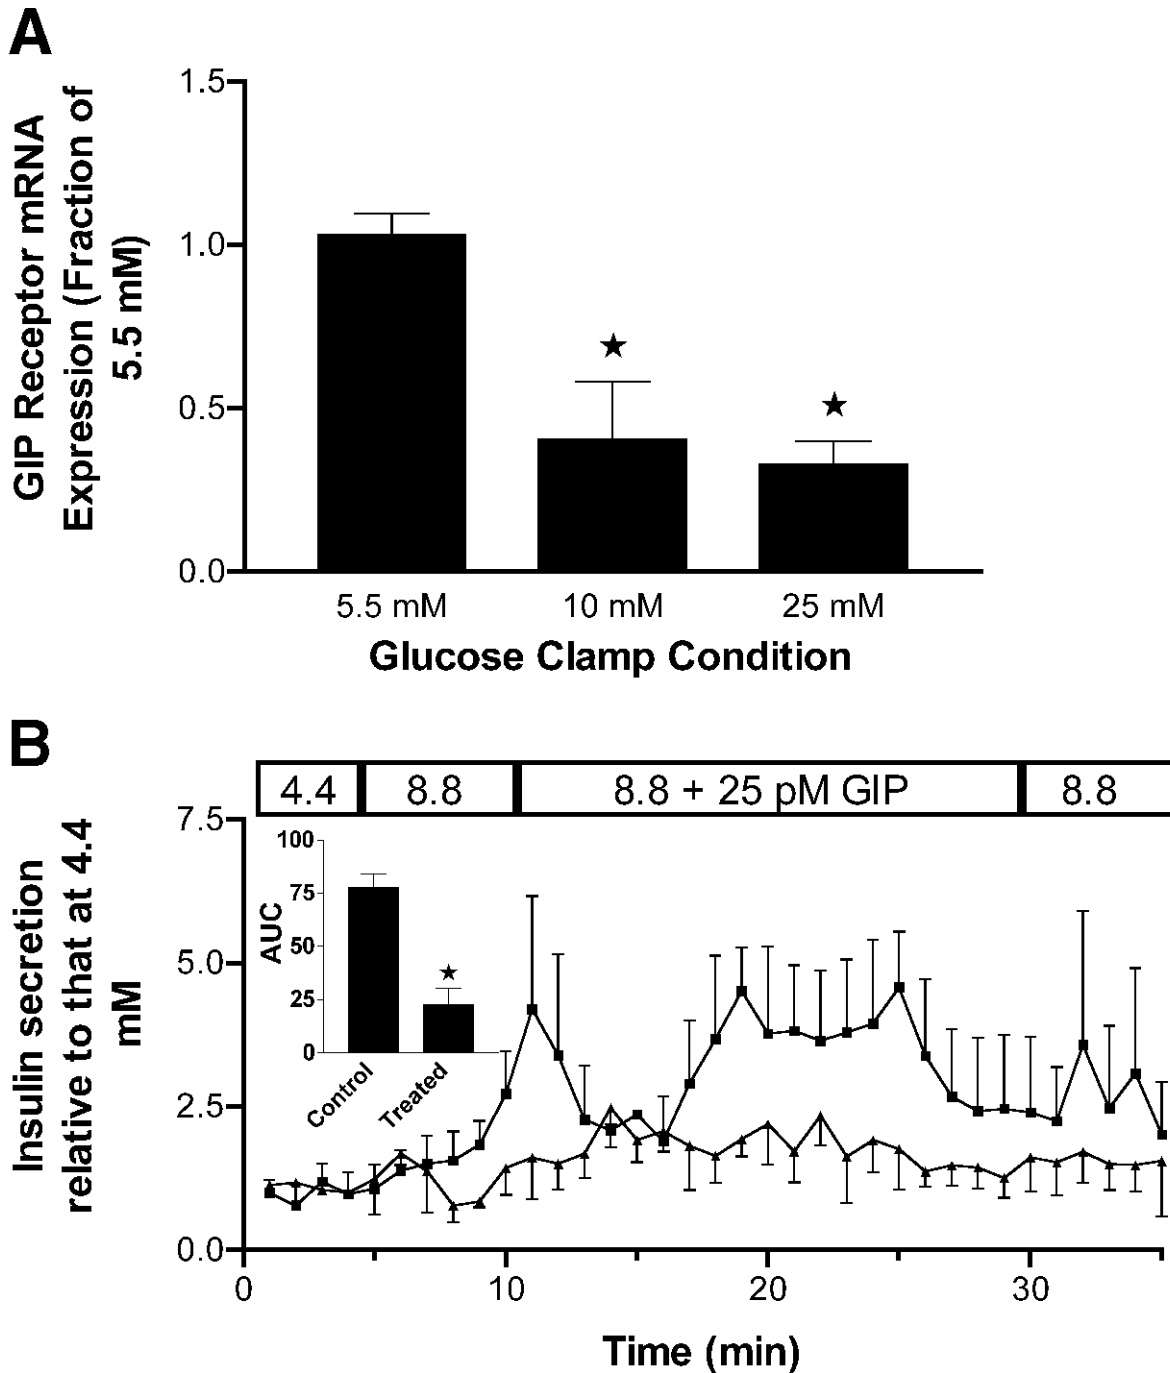 A
GIP Receptor mRNA
Expression (Fraction of
5.5 mM)
1.5
1.0
0.5
0.0
★
★
5.5 mM 10 mM 25 mM
Glucose Clamp Condition
B
4.4 8.8 8.8 + 25 pM GIP 8.8
Insulin secretion
relative to that at 4.4
mM
7.5
5.0
2.5
0.0
AUC
100
75
50
25
0
★
Control Treated
0 10 20 30
Time (min)